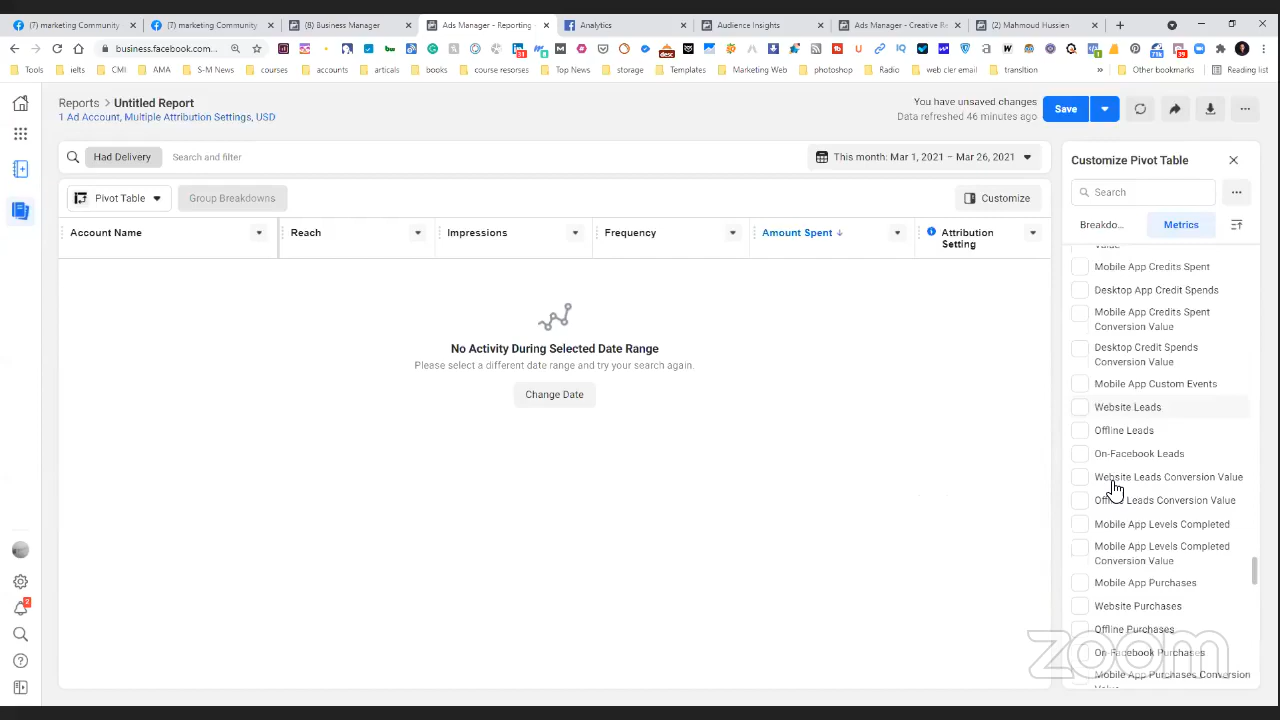 (7) marketing Community
(7) marketing Community
(8) Business Manager
Ads Manager - Reporting
Analytics
Audience Insights
Ads Manager - Creative Re
(2) Mahmoud Hussien
business.facebook.com...
Tools
ielts
CMI
AMA
S-M Neil
courses
accounts
articals
books
course resorses
Top News
storage
Templates
Marketing Web
photoshop
Radio
web cler email
transltion
»
Other bookmarks
Reading list
Reports > Untitled Report
1 Ad Account, Multiple Attribution Settings, USD
You have unsaved changes
Data refreshed 46 minutes ago
Save
Had Delivery
Search and filter
This month: Mar 1, 2021 – Mar 26, 2021
Pivot Table
Group Breakdowns
Customize
Account Name
Reach
Impressions
Frequency
Amount Spent ↓
Attribution
Setting
No Activity During Selected Date Range
Please select a different date range and try your search again.
Change Date
Customize Pivot Table
Search
Breakdo...
Metrics
Value
Mobile App Credits Spent
Desktop App Credit Spends
Mobile App Credits Spent
Conversion Value
Desktop Credit Spends
Conversion Value
Mobile App Custom Events
Website Leads
Offline Leads
On-Facebook Leads
Website Leads Conversion Value
Offline Leads Conversion Value
Mobile App Levels Completed
Mobile App Levels Completed
Conversion Value
Mobile App Purchases
Website Purchases
Offline Purchases
On-Facebook Purchases
Mobile App Purchases Conversion
Value
zoom